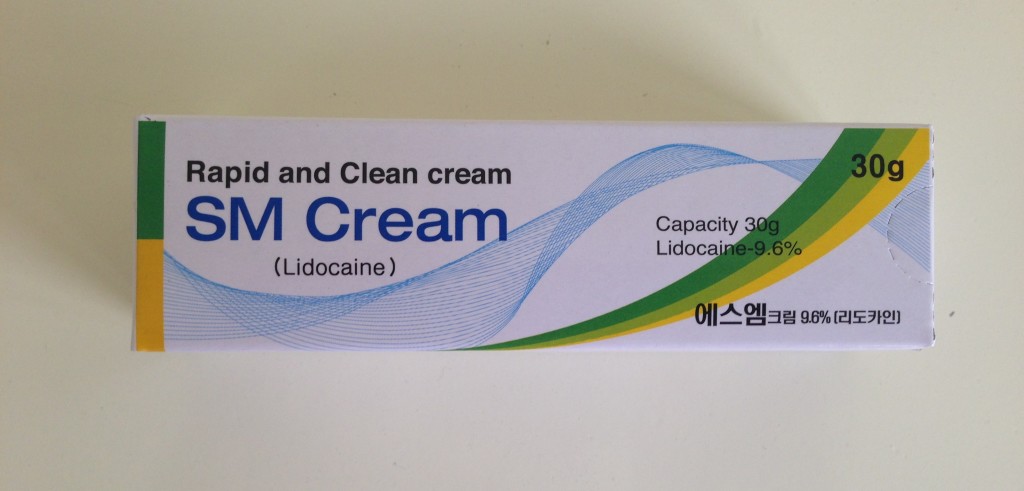 Rapid and Clean cream
SM Cream
(Lidocaine)
30g
Capacity 30g
Lidocaine-9.6%
에스엠크림 9.6% (리도카인)